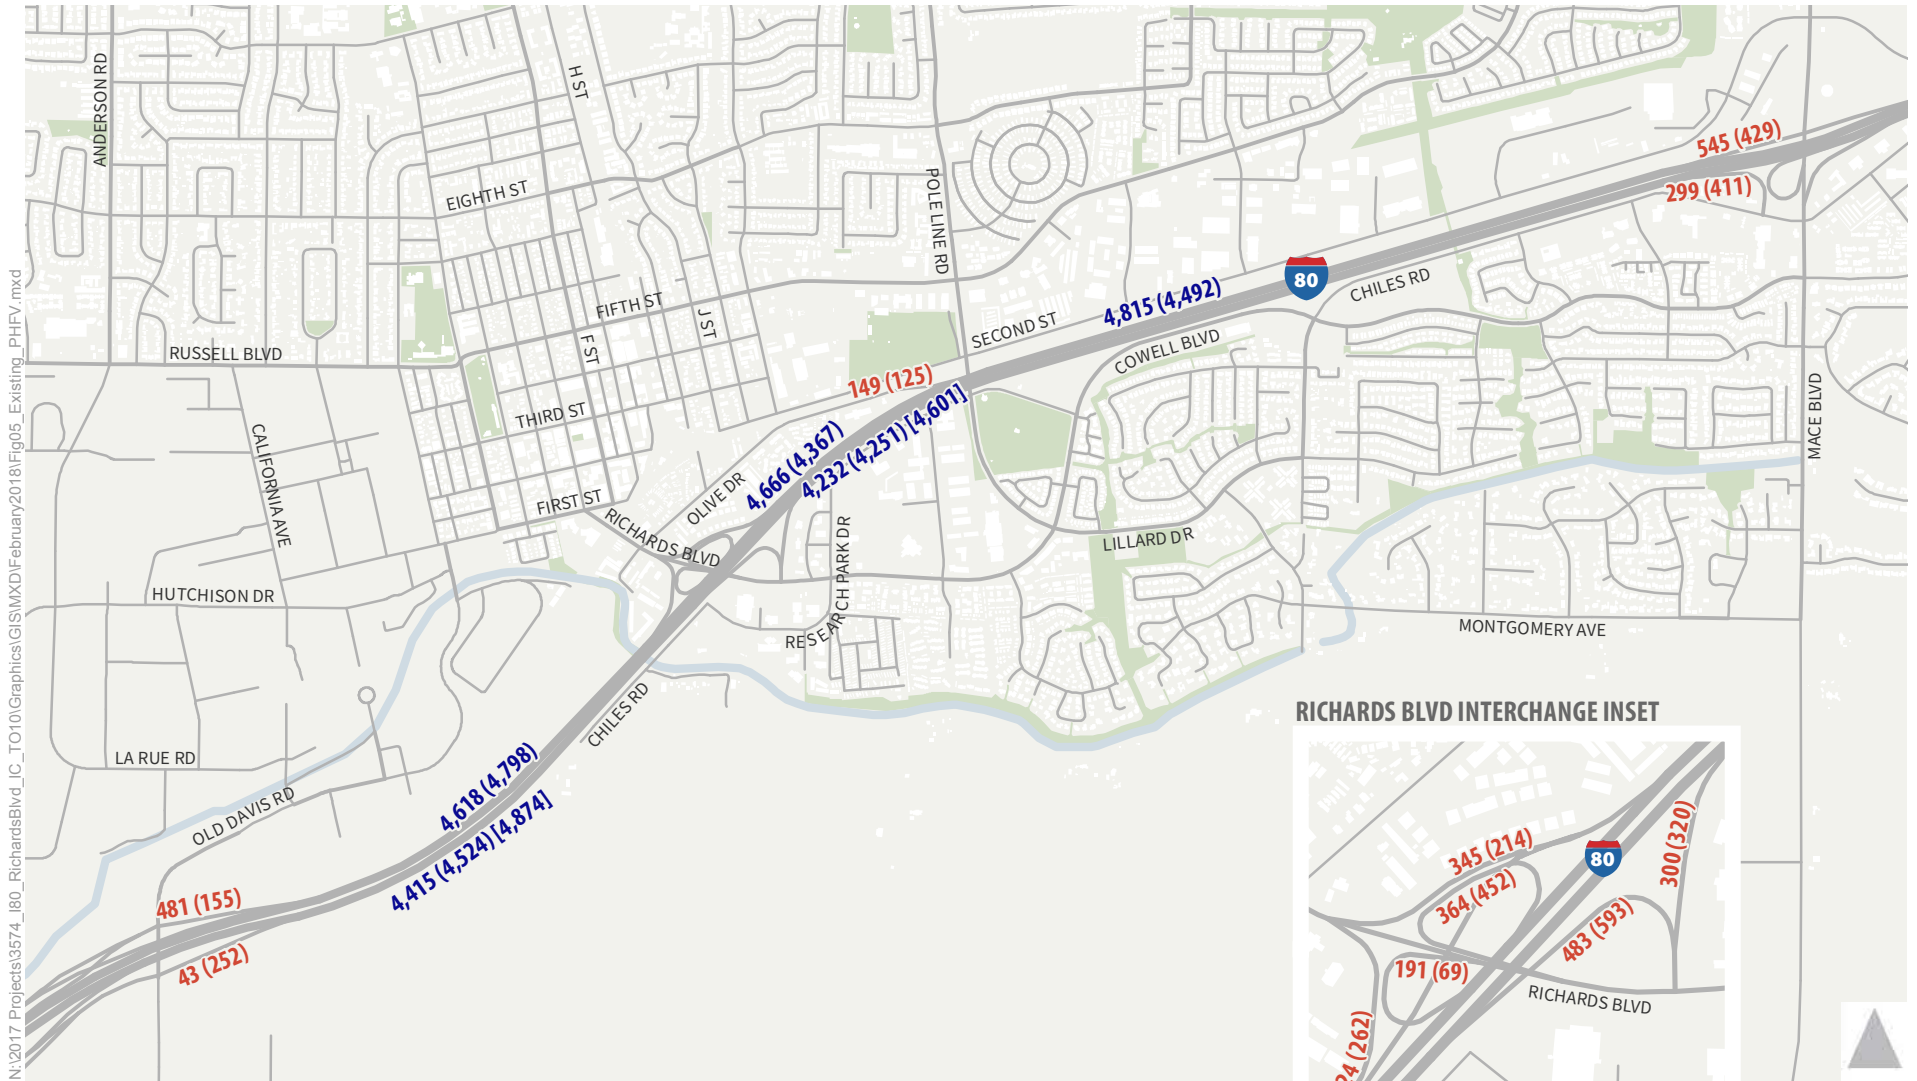 N:\2017 Projects\3574_I80_RichardsBlvd_IC_TO10\Graphics\GIS\MXD\February2018\Fig05_Existing_PHFV.mxd
ANDERSON RD
H ST
EIGHTH ST
POLE LINE RD
545 (429)
299 (411)
FIFTH ST
J ST
F ST
RUSSELL BLVD
SECOND ST
4,815 (4,492)
80
CHILES RD
COWELL BLVD
149 (125)
THIRD ST
4,666 (4,367)
4,232 (4,251) [4,601]
MACE BLVD
CALIFORNIA AVE
FIRST ST
OLIVE DR
RICHARDS BLVD
RESEARCH PARK DR
LILLARD DR
HUTCHISON DR
MONTGOMERY AVE
CHILES RD
LA RUE RD
OLD DAVIS RD
4,618 (4,798)
4,415 (4,524) [4,874]
481 (155)
43 (252)
RICHARDS BLVD INTERCHANGE INSET
345 (214)
80
300 (320)
364 (452)
483 (593)
191 (69)
RICHARDS BLVD
(262)